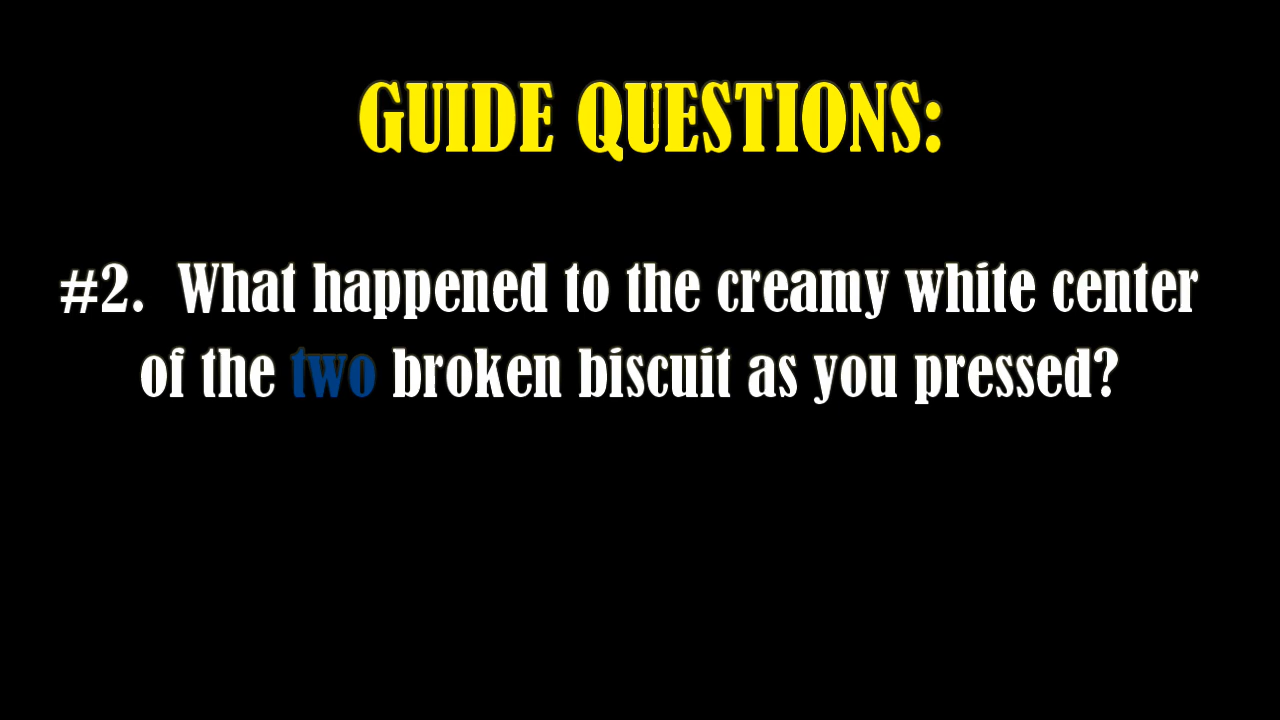 GUIDE QUESTIONS:
#2. What happened to the creamy white center
of the two broken biscuit as you pressed?